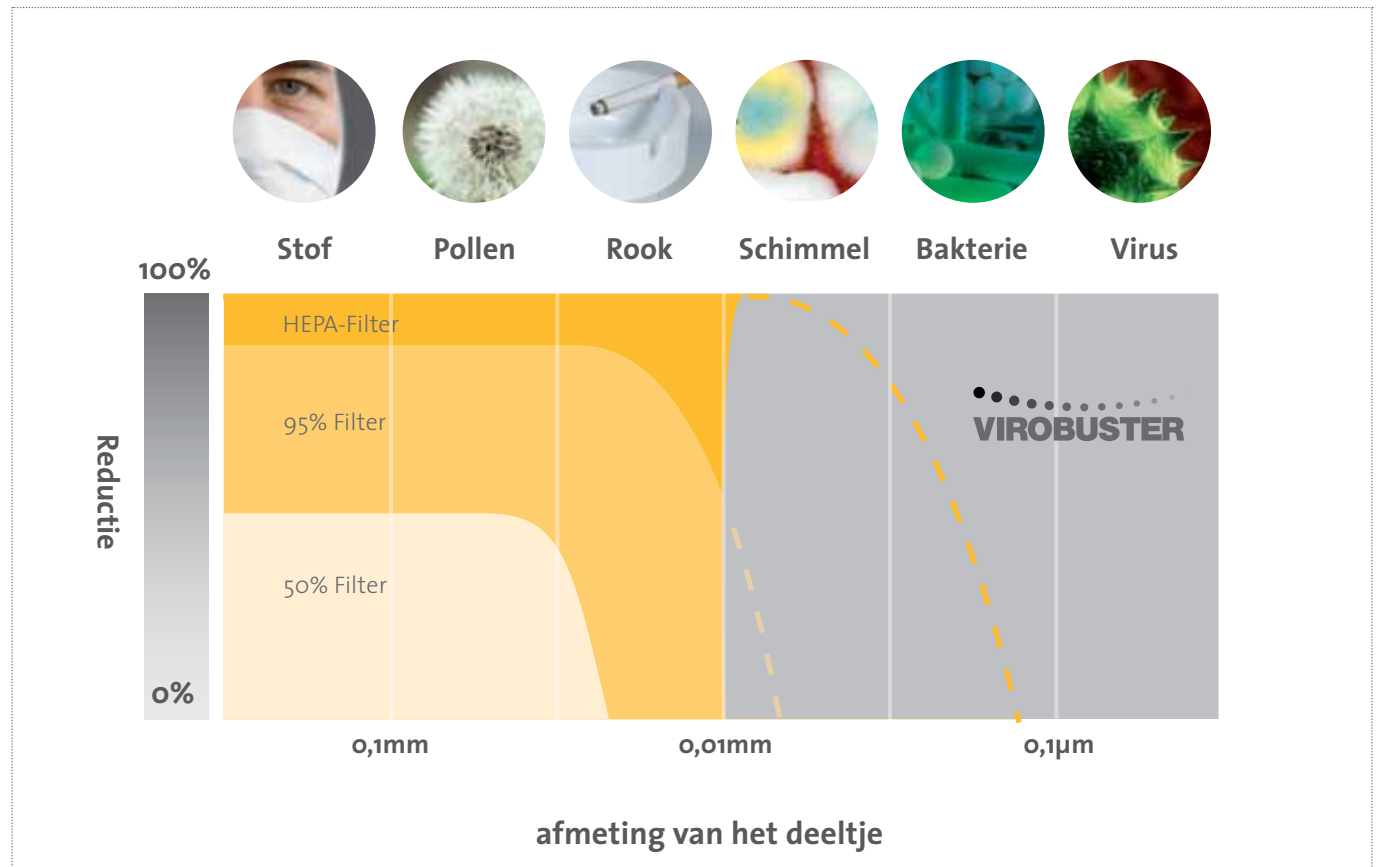 Stof Pollen Rook Schimmel Bakterie Virus
100%
HEPA-Filter
95% Filter
VIROBUSTER
Reductie
50% Filter
0%
0,1mm 0,01mm 0,1µm
afmeting van het deeltje